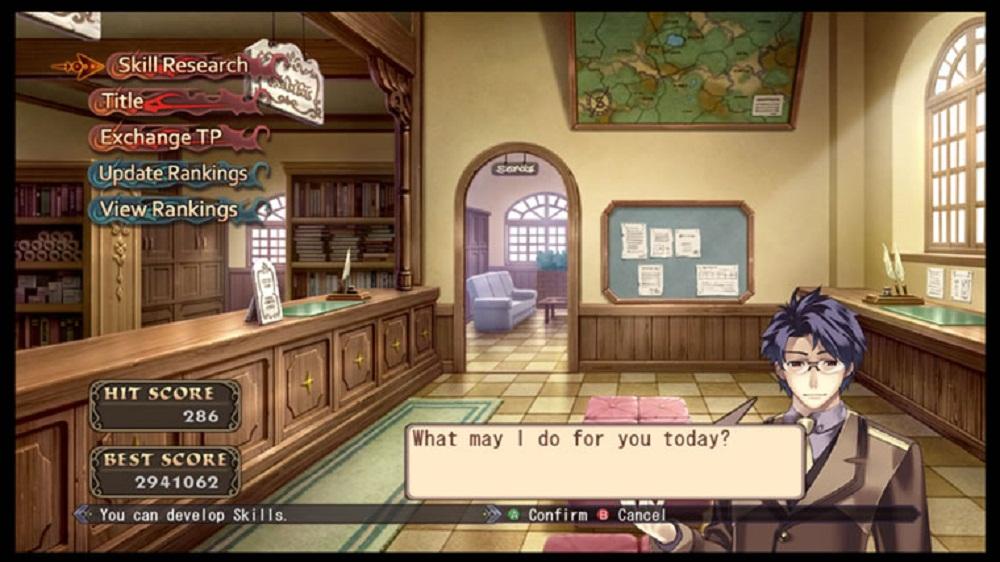 Skill Research
Title
Exchange TP
Update Rankings
View Rankings
HIT SCORE
286
BEST SCORE
2941062
What may I do for you today?
You can develop Skills.
A Confirm B Cancel